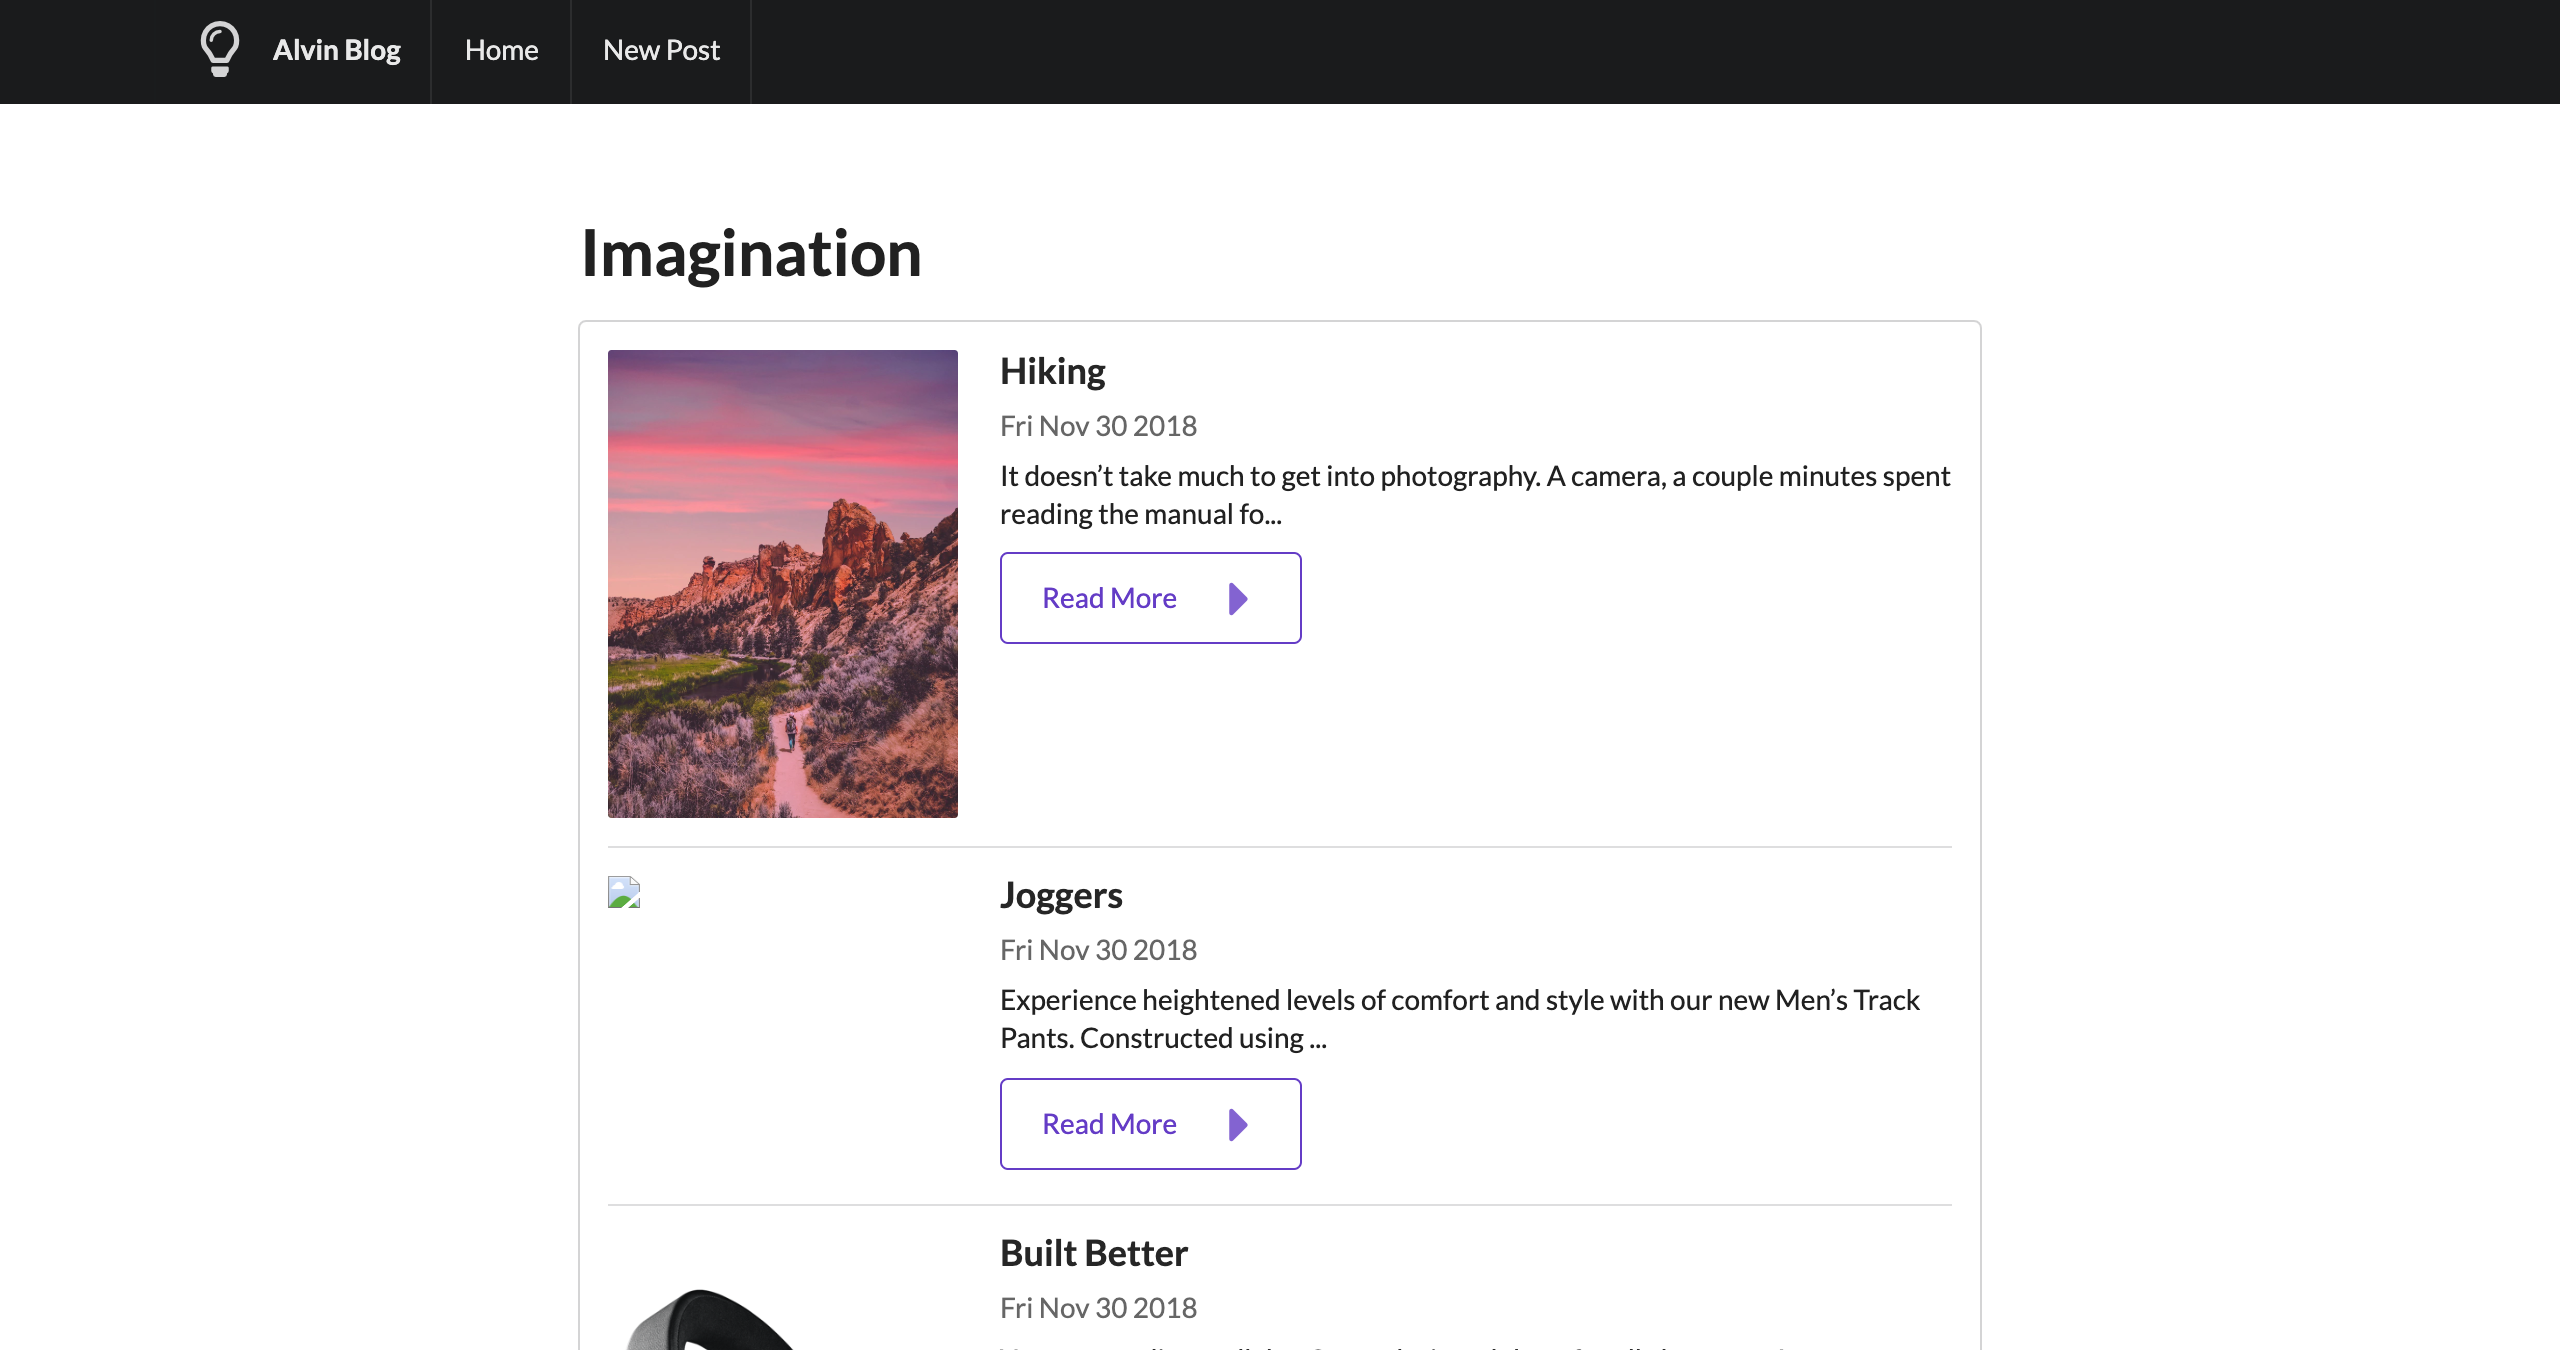 Alvin Blog
Home
New Post
Imagination
Hiking
Fri Nov 30 2018
It doesn’t take much to get into photography. A camera, a couple minutes spent
reading the manual fo...
Read More
Joggers
Fri Nov 30 2018
Experience heightened levels of comfort and style with our new Men’s Track
Pants. Constructed using ...
Read More
Built Better
Fri Nov 30 2018